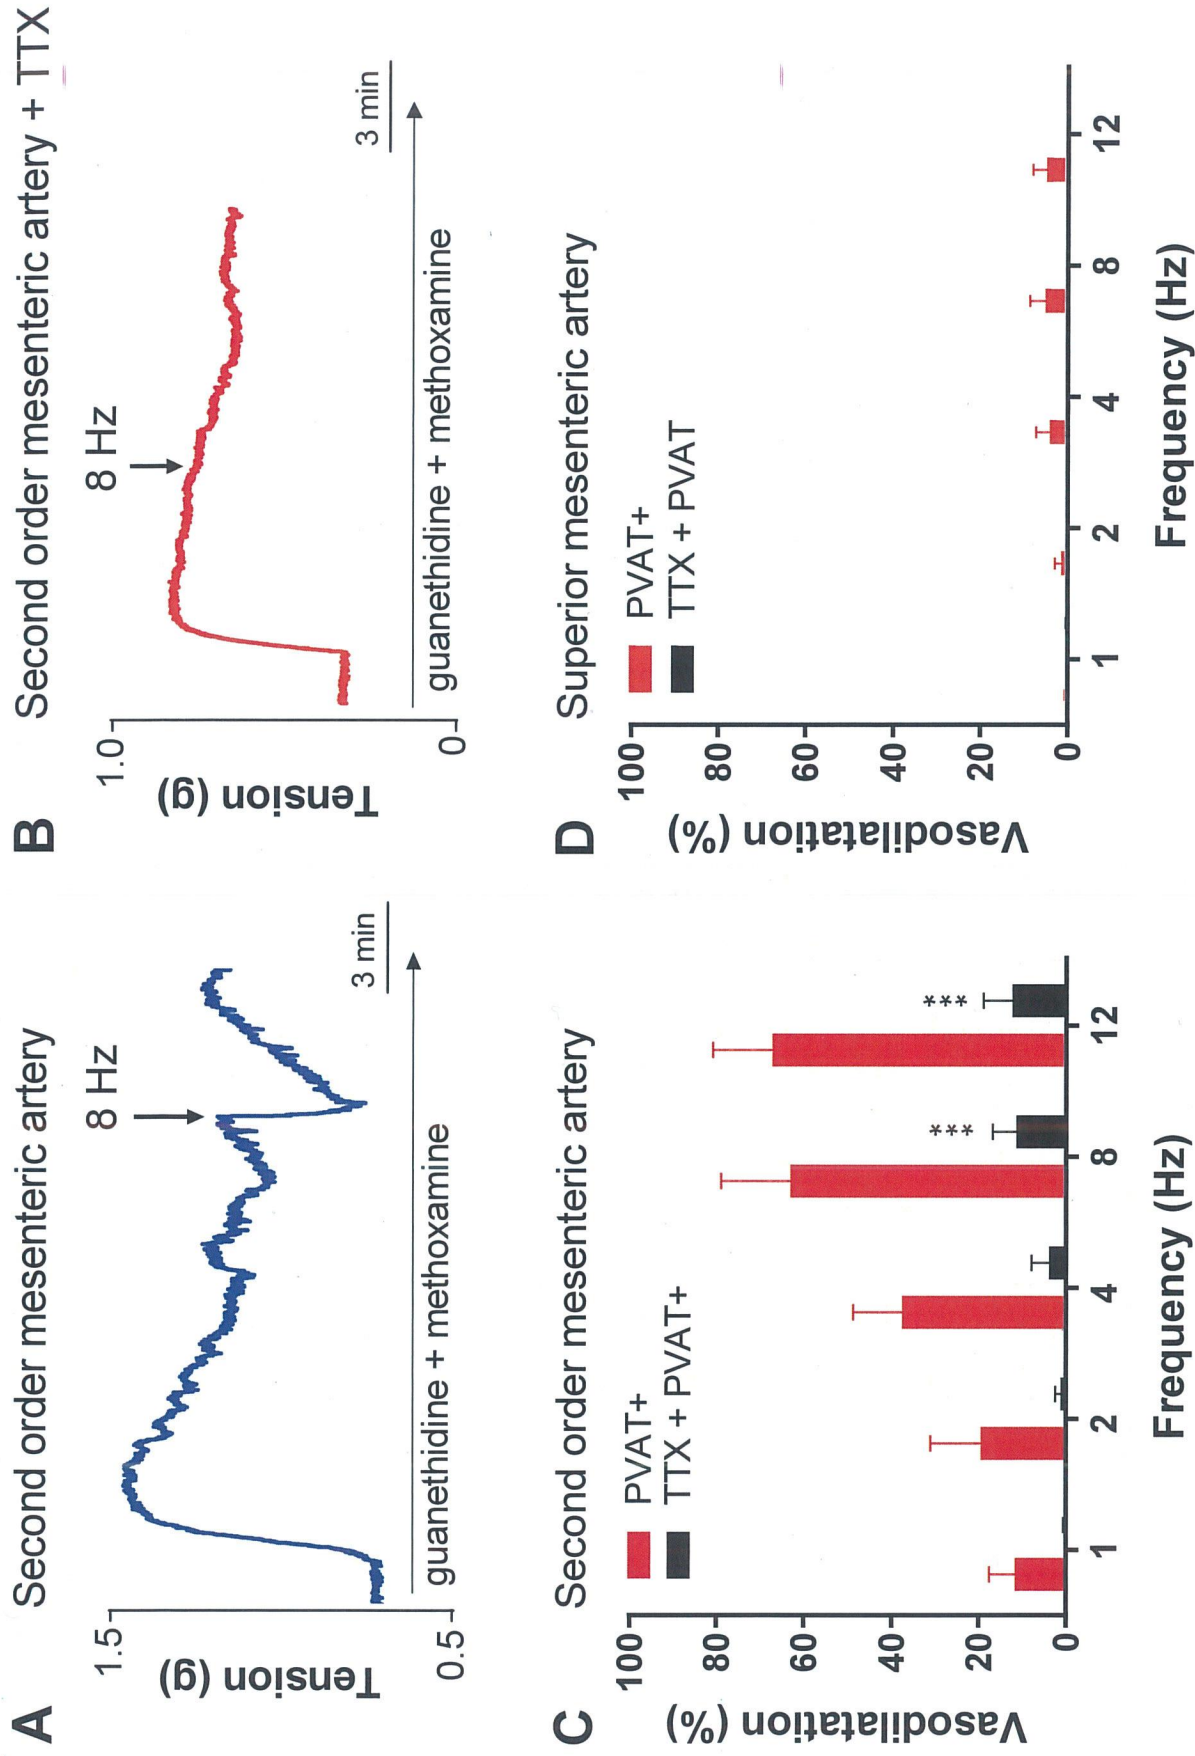 A
Second order mesenteric artery
8 Hz
1.5
0.5
Tension (g)
3 min
guanethidine + methoxamine
B
Second order mesenteric artery + TTX
8 Hz
1.0
0
Tension (g)
3 min
guanethidine + methoxamine
C
Second order mesenteric artery
PVAT+
TTX + PVAT+
100
80
60
40
20
0
Vasodilatation (%)
***
***
1
2
4
8
12
Frequency (Hz)
D
Superior mesenteric artery
PVAT+
TTX + PVAT
100
80
60
40
20
0
Vasodilatation (%)
1
2
4
8
12
Frequency (Hz)